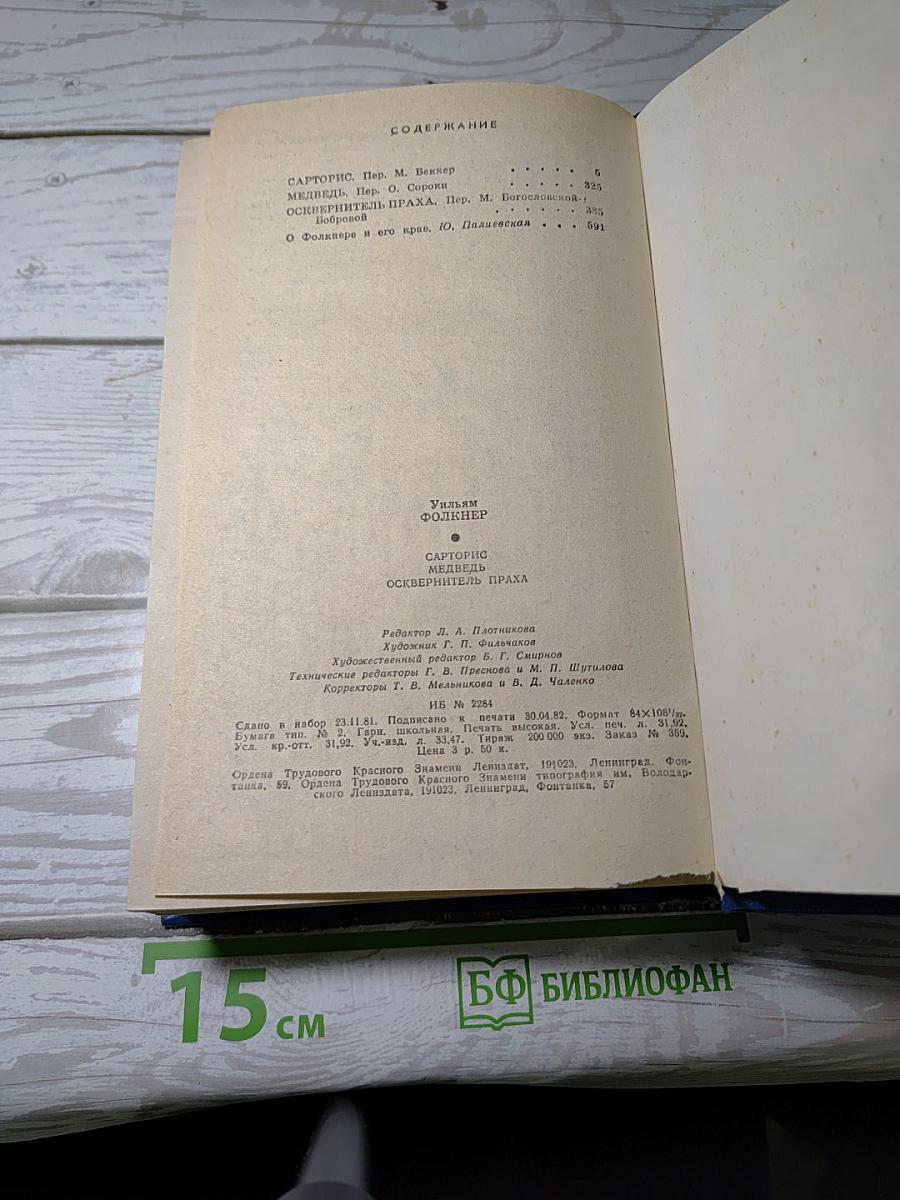 СОДЕРЖАНИЕ
САРТОРИС. Пер. М. Беккер . . . . . 5
МЕДВЕДЬ. Пер. О. Сороки . . . . . 325
ОСКВЕРНИТЕЛЬ ПРАХА. Пер. М. Богословской-
Бобровой . . . . . . 385
О Фолкнере и его крае. Ю. Палиевская . . . 591
Уильям
ФОЛКНЕР
САРТОРИС
МЕДВЕДЬ
ОСКВЕРНИТЕЛЬ ПРАХА
Редактор Л. А. Плотникова
Художник Г. П. Фильчаков
Художественный редактор Б. Г. Смирнов
Технические редакторы Г. В. Преснова и М. П. Шутилова
Корректоры Т. В. Мельникова и В. Д. Чаленко
ИБ № 2284
Сдано в набор 23.11.81. Подписано к печати 30.04.82. Формат 84×108¹/₃₂.
Бумага тип. № 2. Гарн. школьная. Печать высокая. Усл. печ. л. 31,92.
Усл. кр.-отт. 31,92. Уч.-изд. л. 33,47. Тираж 200 000 экз. Заказ № 359.
Цена 3 р. 50 к.
Ордена Трудового Красного Знамени Лениздат, 191023, Ленинград, Фон-
танка, 59. Ордена Трудового Красного Знамени типография им. Володар-
ского Лениздата, 191023, Ленинград, Фонтанка, 57
15 см
БФ БИБЛИОФАН